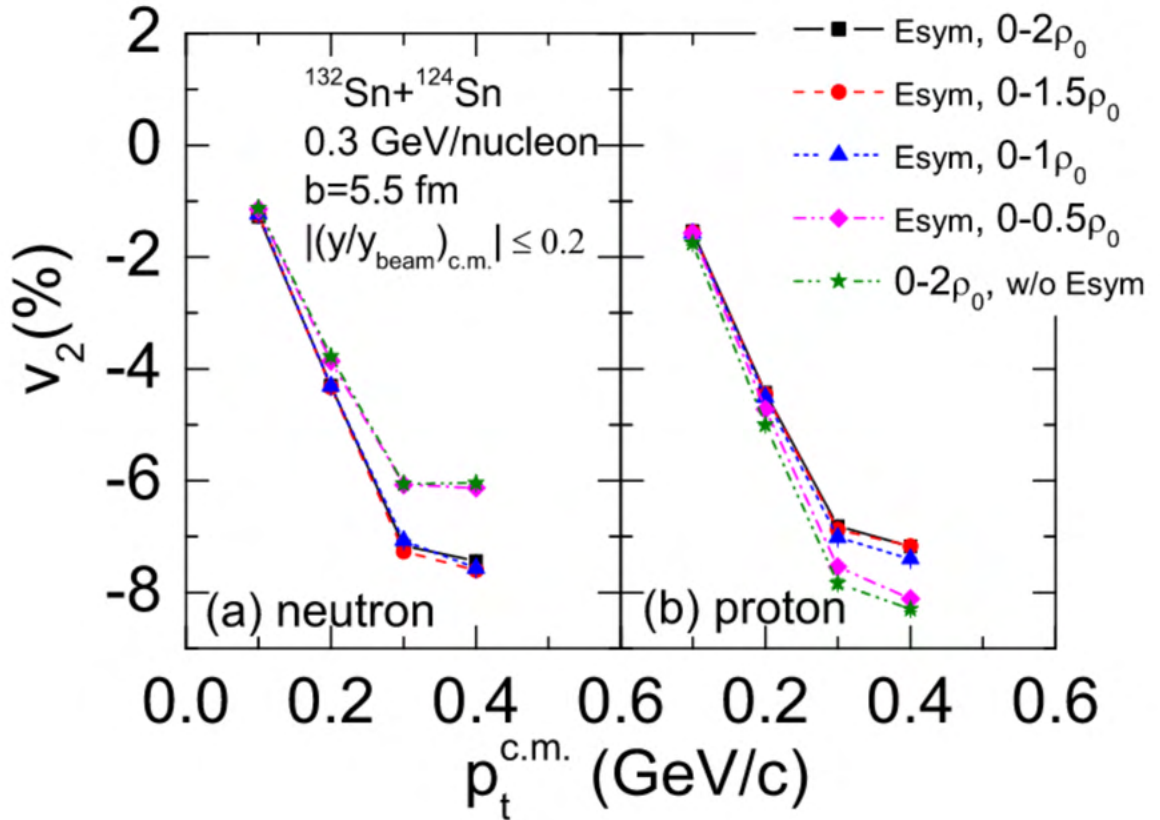 2
0
-2
-4
-6
-8
v2(%)
132Sn+124Sn
0.3 GeV/nucleon
b=5.5 fm
|(y/ybeam)c.m.| ≤ 0.2
(a) neutron
(b) proton
Esym, 0-2ρ0
Esym, 0-1.5ρ0
Esym, 0-1ρ0
Esym, 0-0.5ρ0
0-2ρ0, w/o Esym
0.0 0.2 0.4 0.6 0.2 0.4 0.6
ptc.m. (GeV/c)